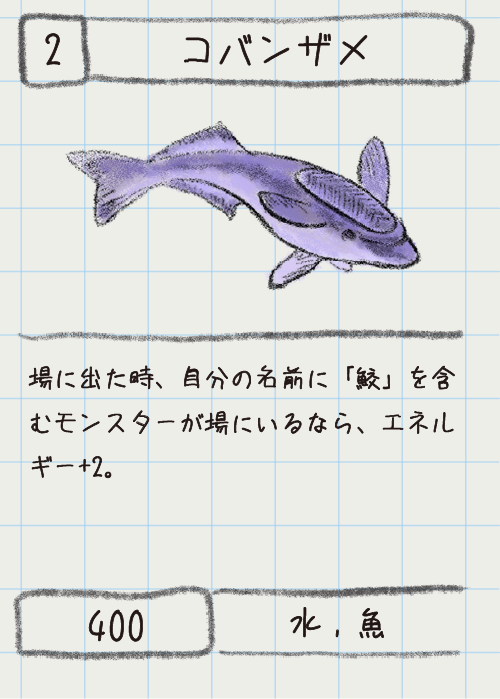 2
コバンザメ
場に出た時、自分の名前に「鮫」を含
むモンスターが場にいるなら、エネル
ギー+2。
400
水,魚